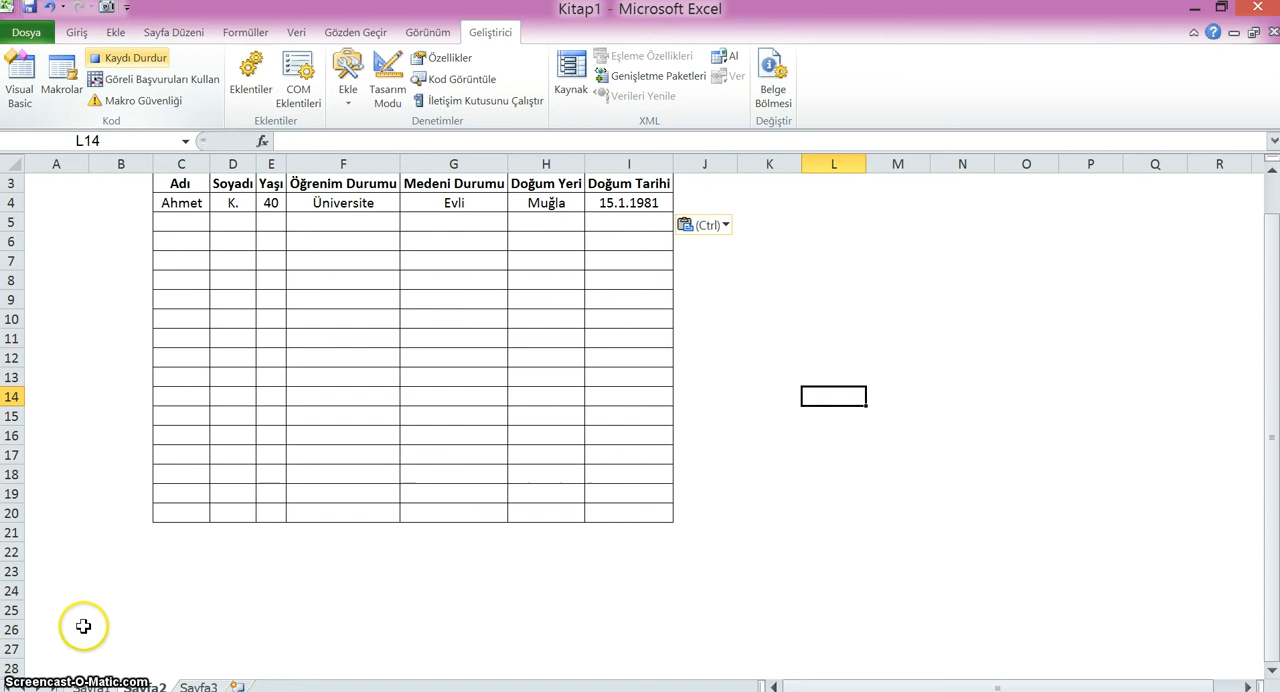 Kitap1 - Microsoft Excel
Dosya Giriş Ekle Sayfa Düzeni Formüller Veri Gözden Geçir Görünüm Geliştirici
Visual Basic
Makrolar
Kaydı Durdur
Göreli Başvuruları Kullan
Makro Güvenliği
Kod
Eklentiler
COM Eklentileri
Eklentiler
Ekle
Tasarım Modu
Özellikler
Kod Görüntüle
İletişim Kutusunu Çalıştır
Denetimler
Kaynak
Eşleme Özellikleri
Genişletme Paketleri
Verileri Yenile
Al
Ver
XML
Belge Bölmesi
Değiştir
L14
fx
A B C D E F G H I J K L M N O P Q R
3 Adı Soyadı Yaşı Öğrenim Durumu Medeni Durumu Doğum Yeri Doğum Tarihi
4 Ahmet K. 40 Üniversite Evli Muğla 15.1.1981
5 (Ctrl)
6
7
8
9
10
11
12
13
14
15
16
17
18
19
20
21
22
23
24
25
26
27
28
Screencast-O-Matic.com
Sayfa1 Sayfa2 Sayfa3